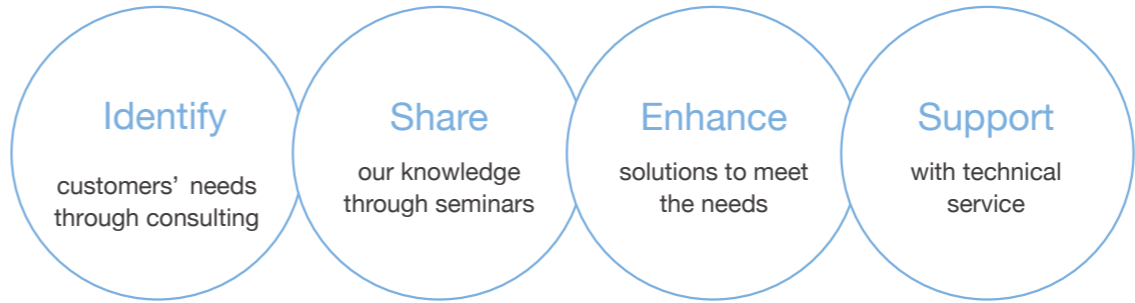 Identify
customers’ needs
through consulting
Share
our knowledge
through seminars
Enhance
solutions to meet
the needs
Support
with technical
service